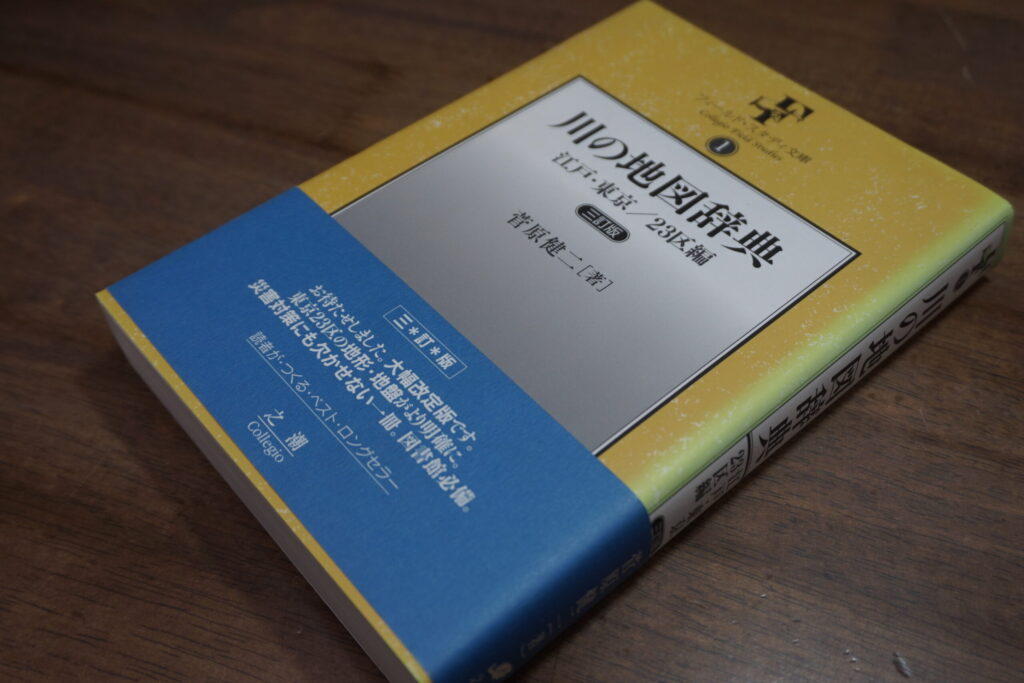 フィールド・スタディ文庫
Collegio Field Studies
1
川の地図辞典
江戸・東京／23区編
三訂版
菅原健二[著]
三*訂*版
お待たせしました。大幅改定版です。
東京23区の地形・地盤がより明確に。
災害対策にも欠かせない一冊。図書館必備。
読者がつくる・ベスト・ロングセラー
之潮
Collegio
川の地図辞典